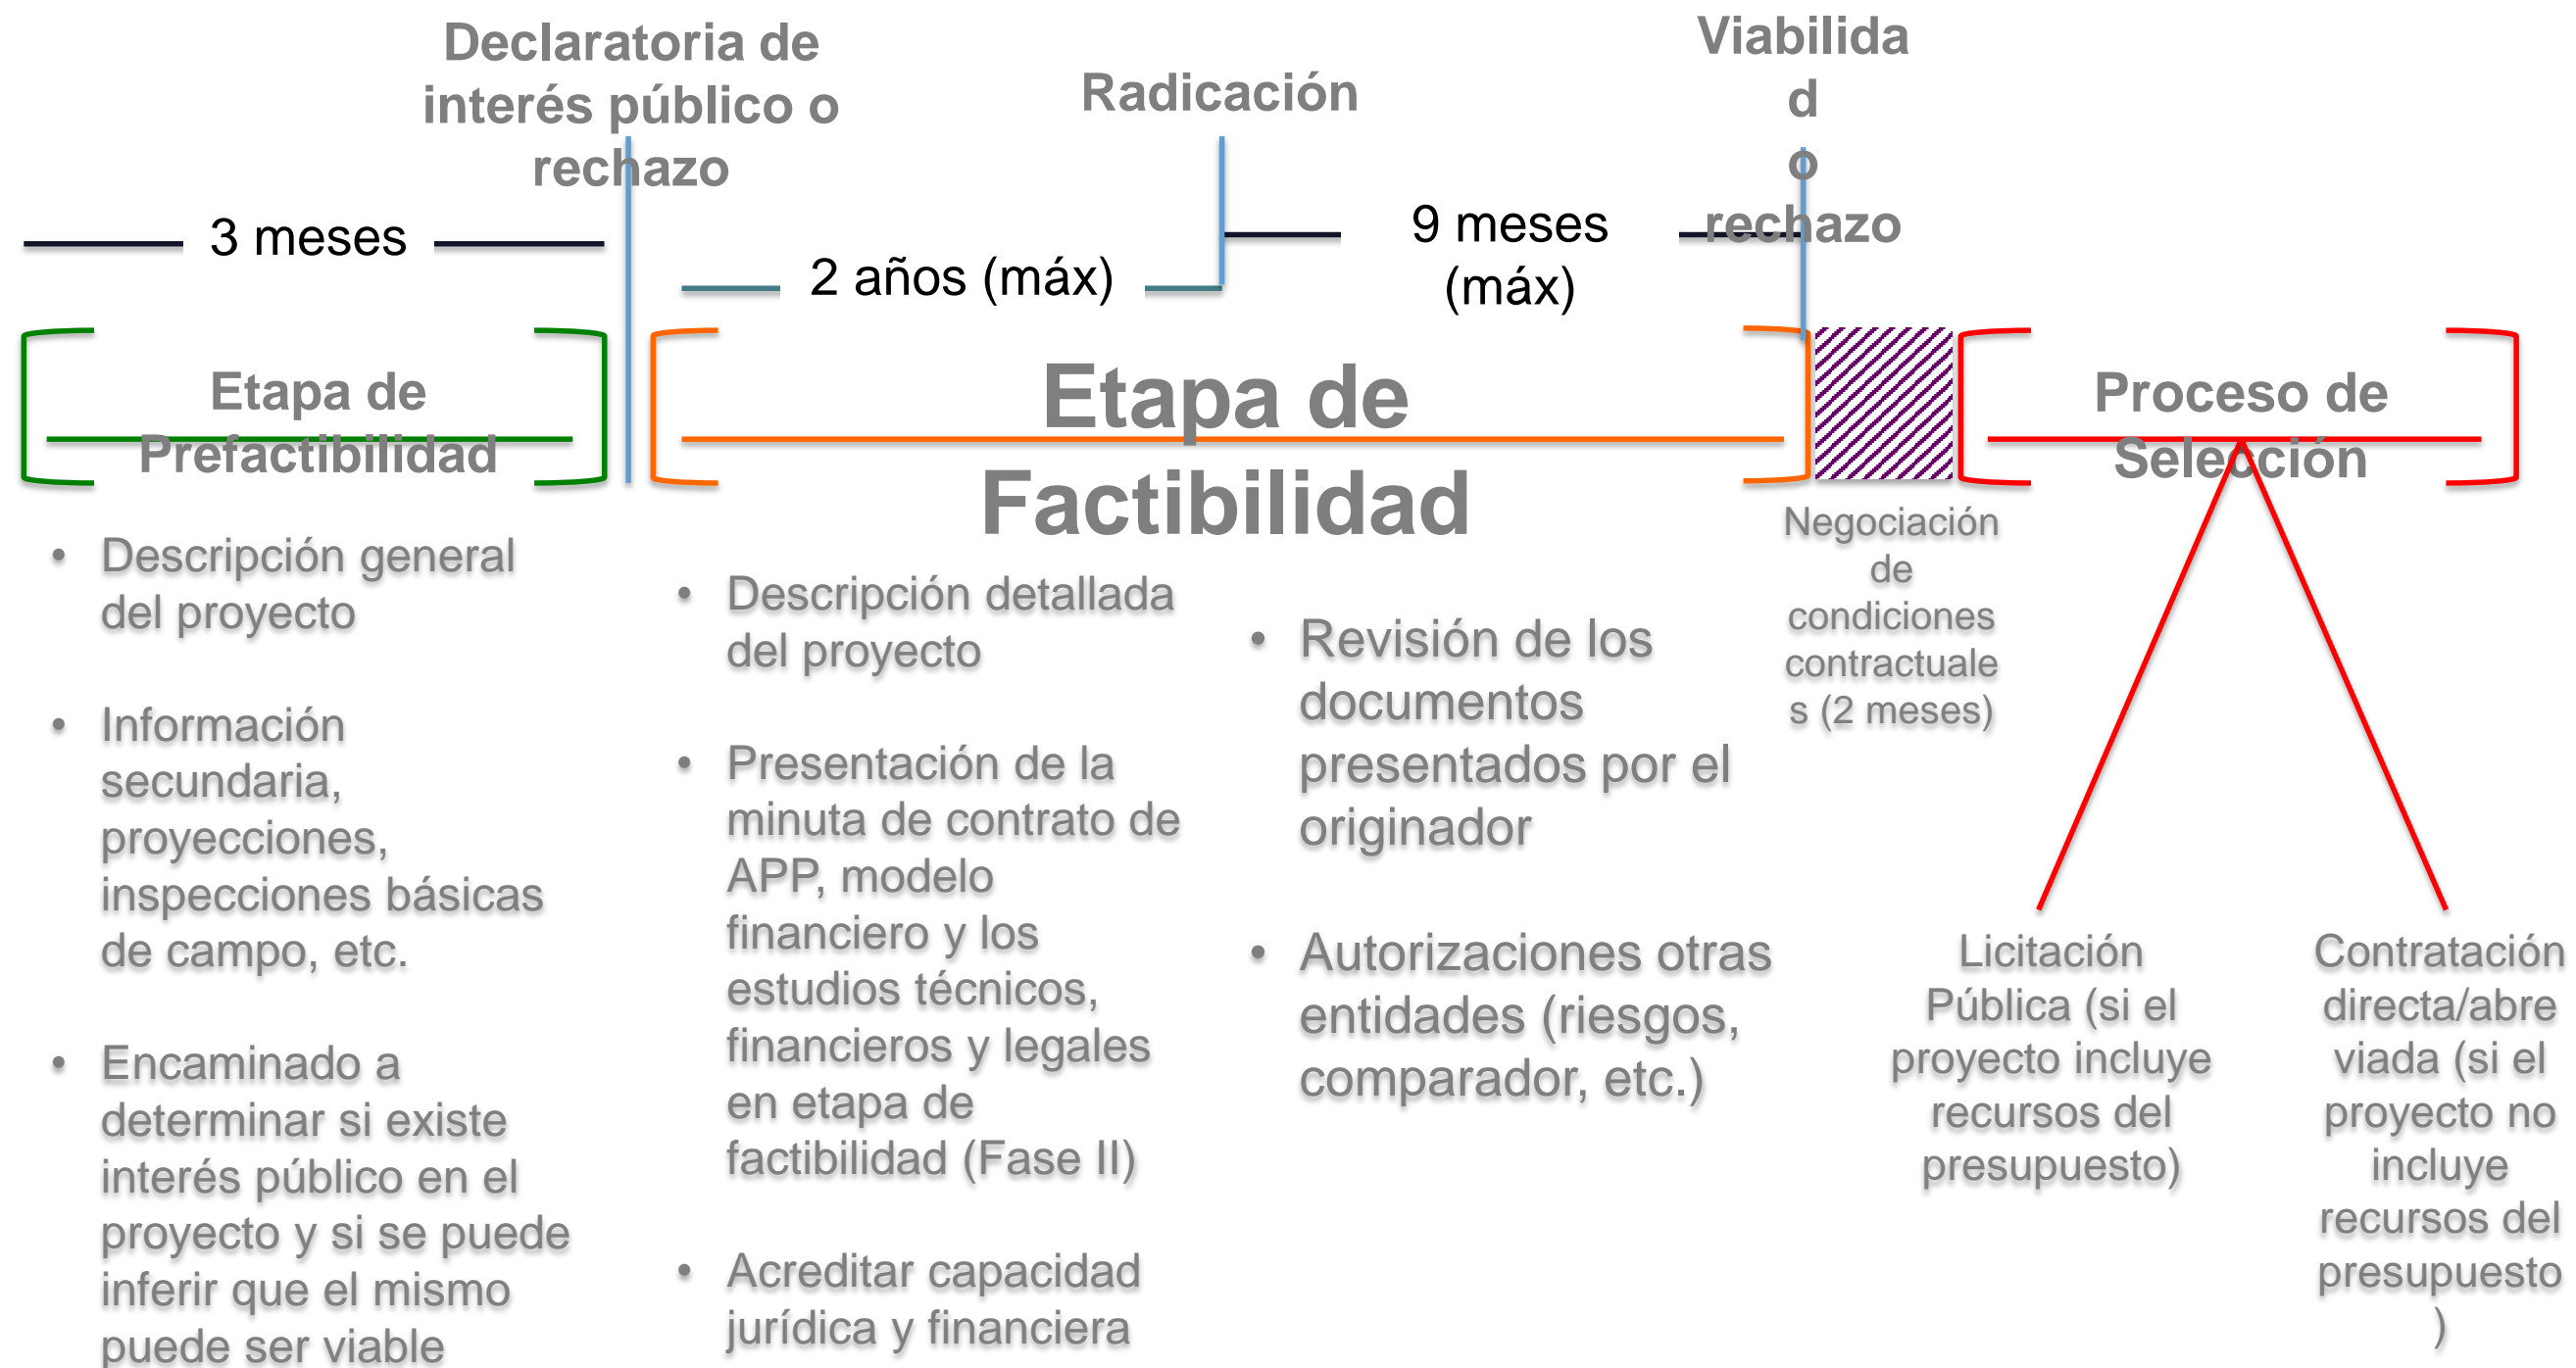 Declaratoria de
interés público o
rechazo
Radicación
Viabilida
d
o
rechazo
3 meses
2 años (máx)
9 meses
(máx)
Etapa de
Prefactibilidad
Etapa de
Factibilidad
Proceso de
Selección
• Descripción general
del proyecto
• Información
secundaria,
proyecciones,
inspecciones básicas
de campo, etc.
• Encaminado a
determinar si existe
interés público en el
proyecto y si se puede
inferir que el mismo
puede ser viable
• Descripción detallada
del proyecto
• Presentación de la
minuta de contrato de
APP, modelo
financiero y los
estudios técnicos,
financieros y legales
en etapa de
factibilidad (Fase II)
• Acreditar capacidad
jurídica y financiera
• Revisión de los
documentos
presentados por el
originador
• Autorizaciones otras
entidades (riesgos,
comparador, etc.)
Negociación
de
condiciones
contractuale
s (2 meses)
Licitación
Pública (si el
proyecto incluye
recursos del
presupuesto)
Contratación
directa/abre
viada (si el
proyecto no
incluye
recursos del
presupuesto
)